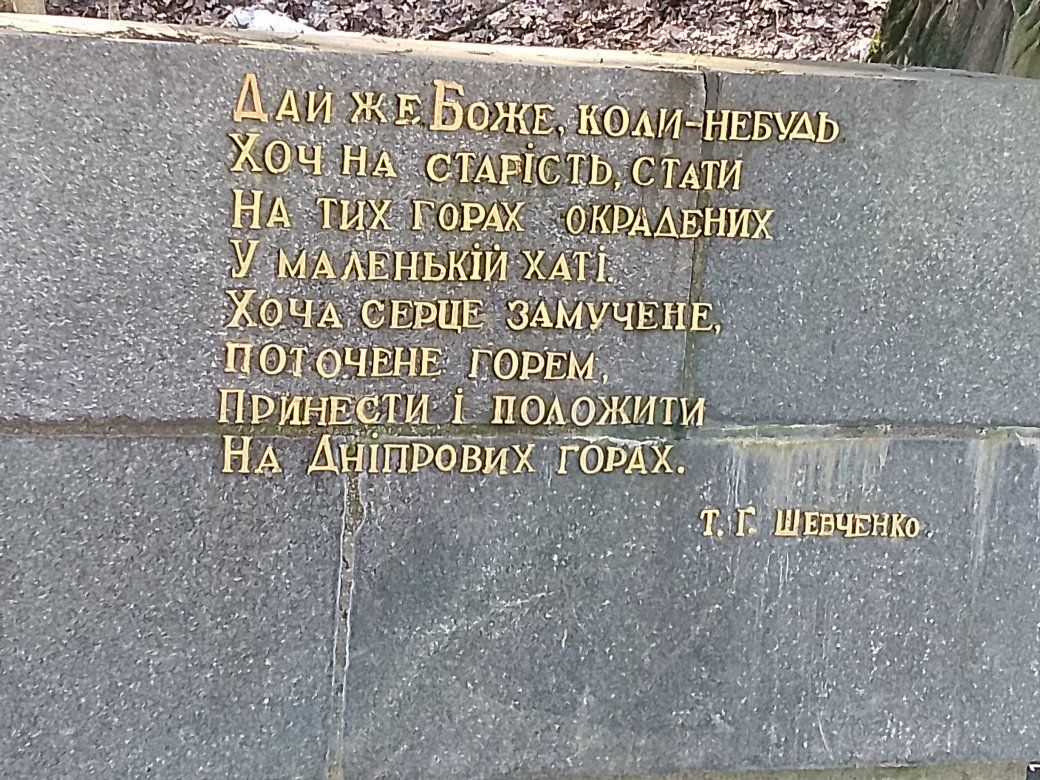 Дай же Боже, коли-небудь
Хоч на старість, стати
На тих горах окрадених
У маленькій хаті.
Хоча серце замучене,
поточене горем,
Принести і положити
На Дніпрових горах.
Т. Г. Шевченко.